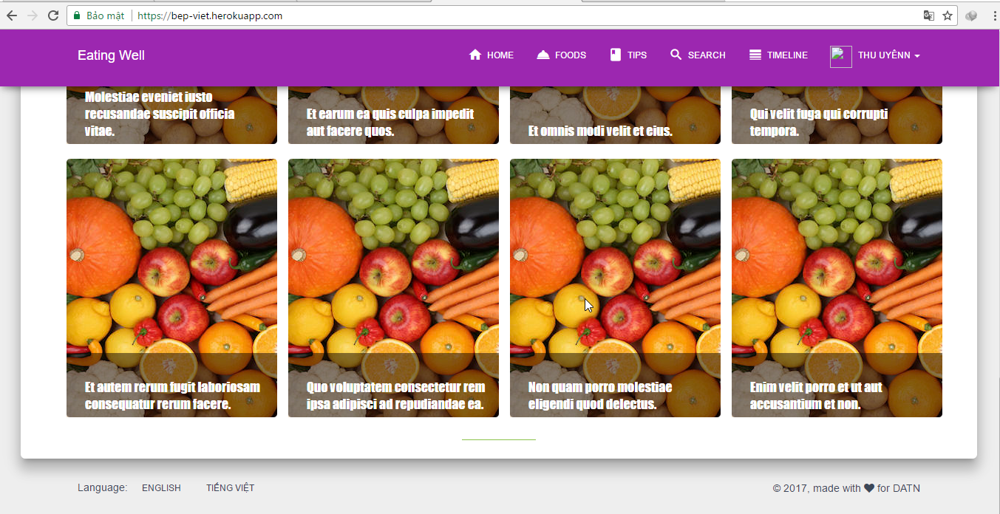 Bảo mật https://bep-viet.herokuapp.com
Eating Well HOME FOODS TIPS SEARCH TIMELINE THU UYÊNN
Molestiae eveniet iusto
recusandae suscipit officia
vitae.
Et earum ea quis culpa impedit
aut facere quos.
Et omnis modi velit et eius.
Qui velit fuga qui corrupti
tempora.
Et autem rerum fugit laboriosam
consequatur rerum facere.
Quo voluptatem consectetur rem
ipsa adipisci ad repudiandae ea.
Non quam porro molestiae
eligendi quod delectus.
Enim velit porro et ut aut
accusantium et non.
Language: ENGLISH TIẾNG VIỆT
© 2017, made with ♥ for DATN